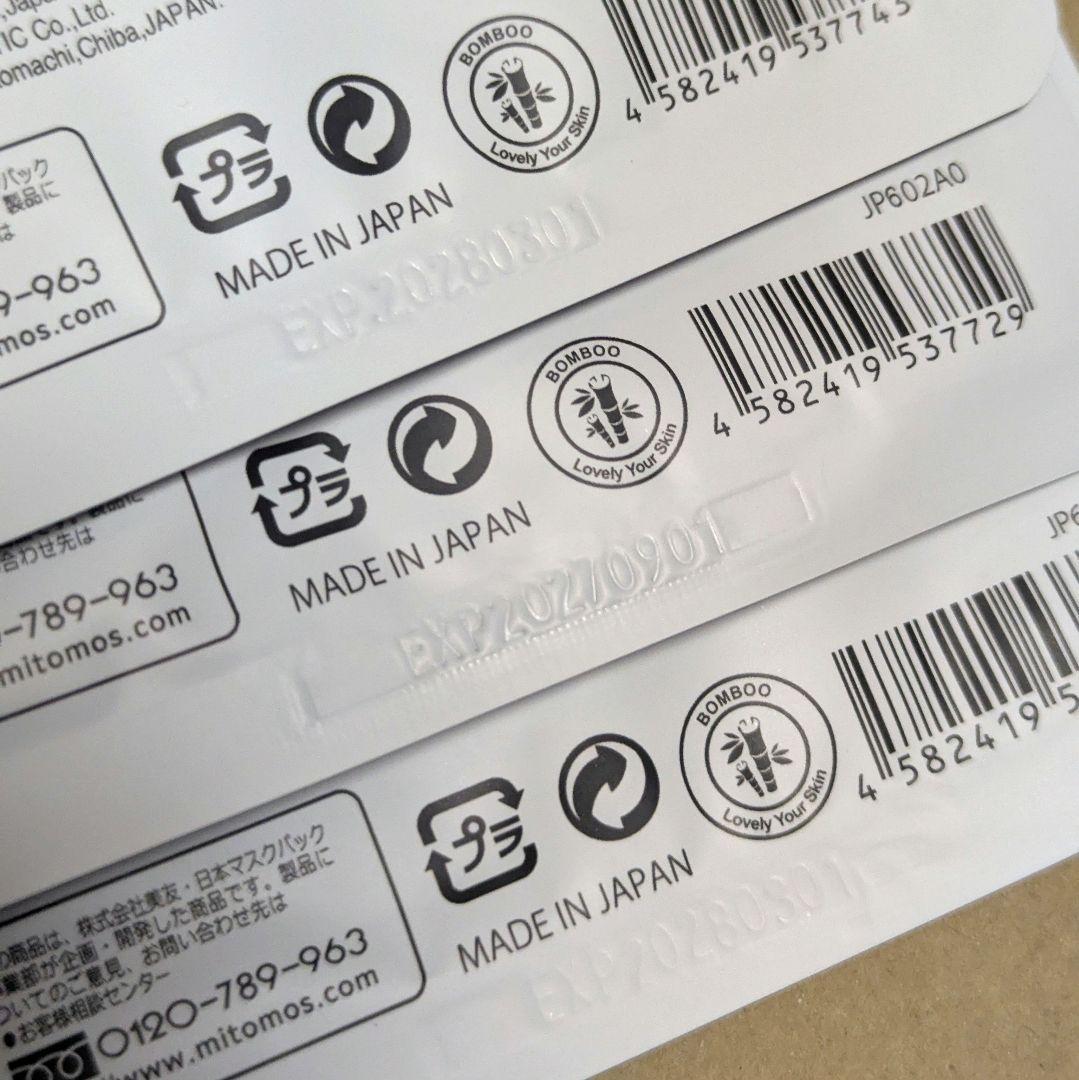 TIC Co.,Ltd.
omachi,Chiba,JAPAN.
パック
製品に
は
9-963
mos.com
プラ
BOMBOO
Lovely Your Skin
MADE IN JAPAN
EXP.20280301
4 582419 537743
JP602A0
合わせ先は
-789-963
mitomos.com
プラ
BOMBOO
Lovely Your Skin
MADE IN JAPAN
EXP.20270901
4 582419 537729
の商品は、株式会社美友・日本マスクパック
業部が企画・開発した商品です。製品に
ついてのご意見、お問い合わせ先は
●お客様相談センター
0120-789-963
www.mitomos.com
プラ
BOMBOO
Lovely Your Skin
MADE IN JAPAN
JP6
4 582419 5